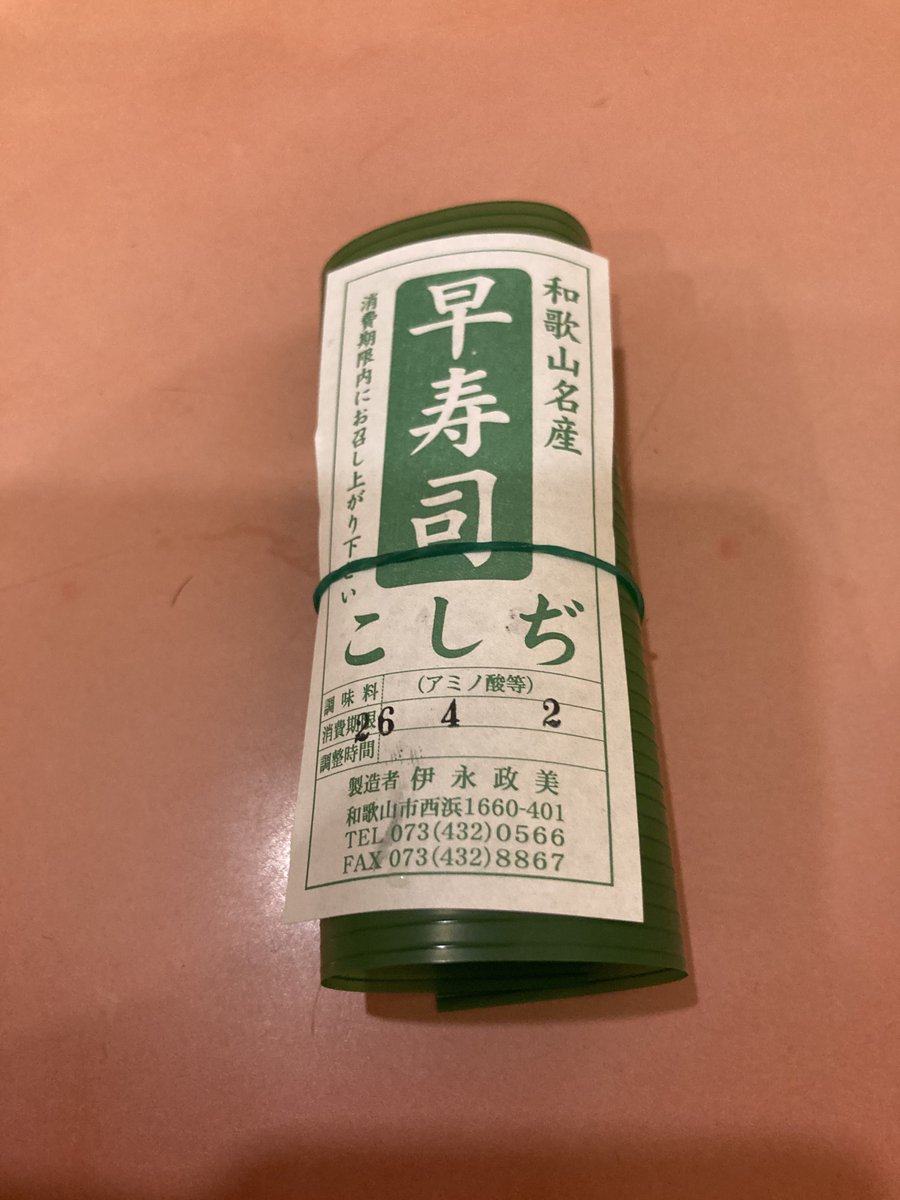 和歌山名産
早寿司
消費期限内にお召し上がり下さい
こしぢ
調味料 (アミノ酸等)
消費期限 26 4 2
調整時間
製造者 伊永政美
和歌山市西浜1660-401
TEL 073(432)0566
FAX 073(432)8867